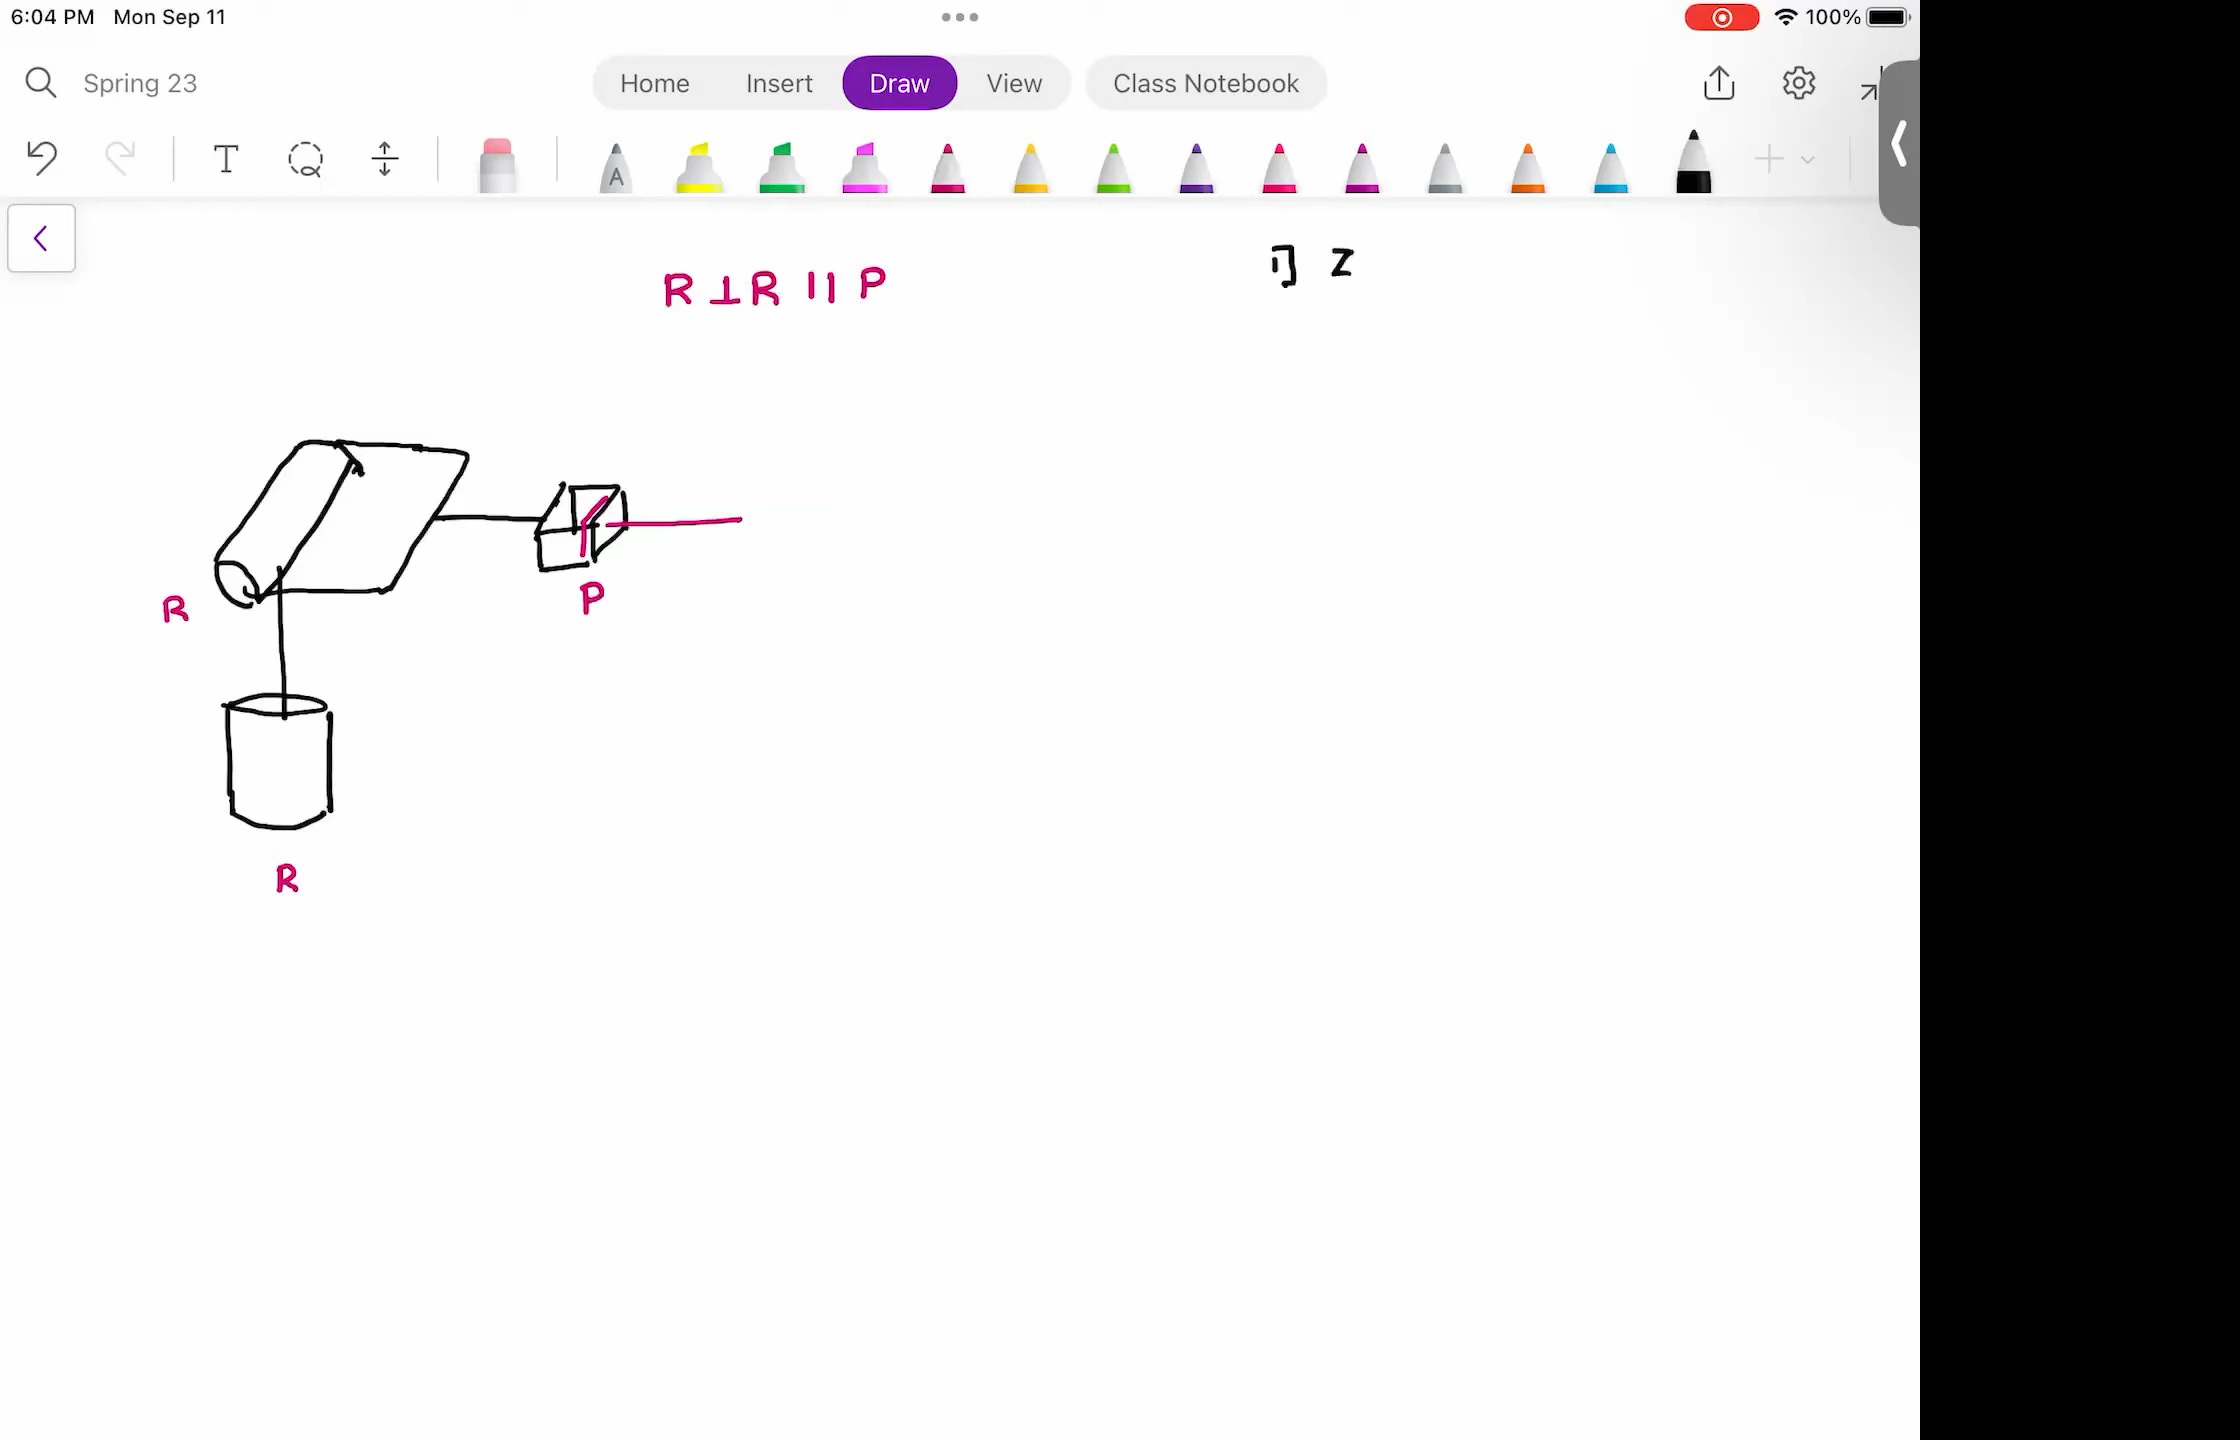 6:04 PM Mon Sep 11
100%
Spring 23
Home Insert Draw View Class Notebook
T
A
R ⊥ R || P
Z
R
P
R